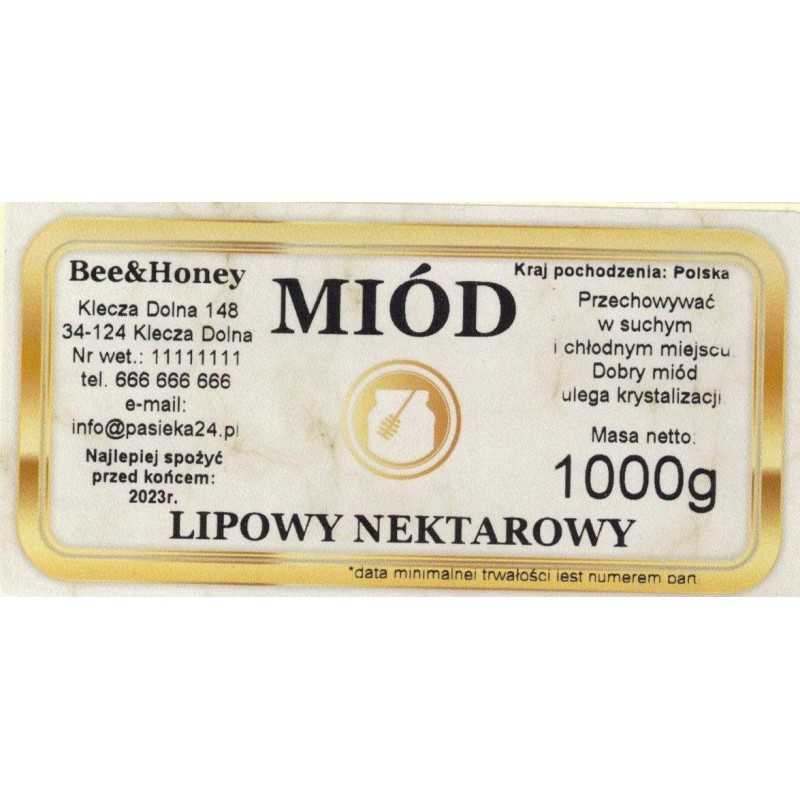 Bee&Honey
Klecza Dolna 148
34-124 Klecza Dolna
Nr wet.: 11111111
tel. 666 666 666
e-mail:
info@pasieka24.pl
Najlepiej spożyć
przed końcem:
2023r.
MIÓD
LIPOWY NEKTAROWY
Kraj pochodzenia: Polska
Przechowywać
w suchym
i chłodnym miejscu.
Dobry miód
ulega krystalizacji.
Masa netto:
1000g
*data minimalnej trwałości jest numerem part